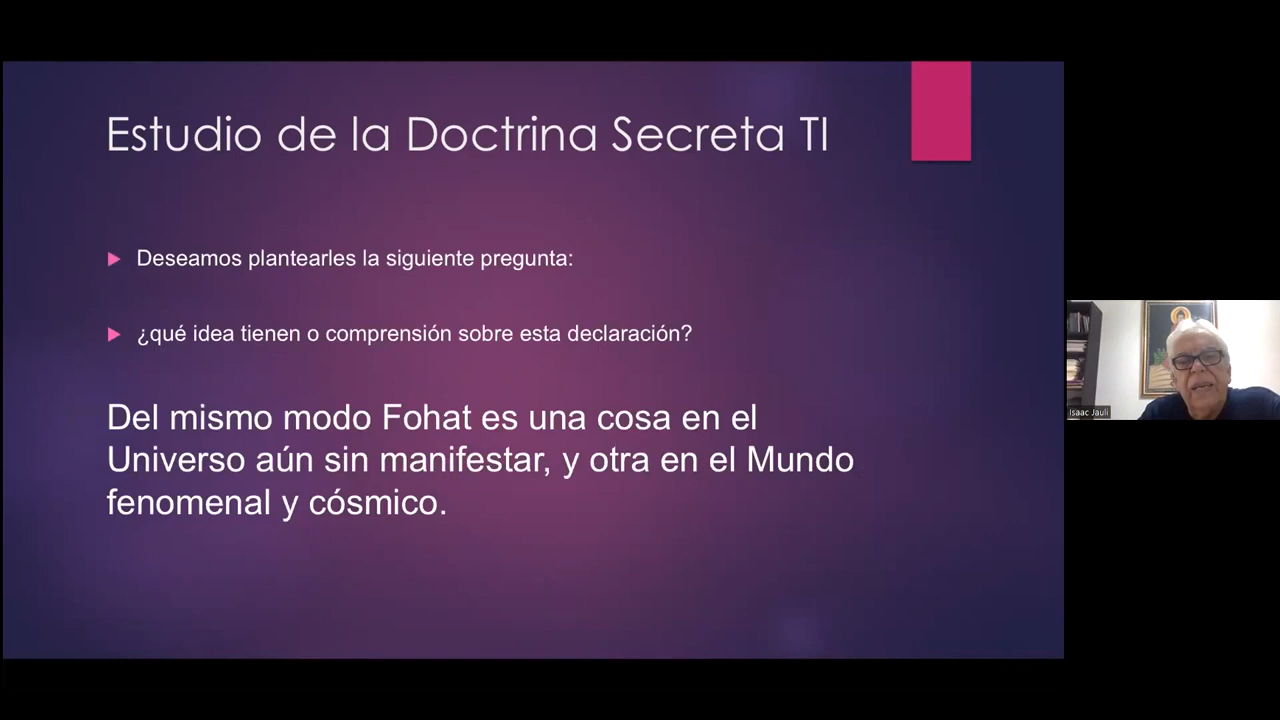 Estudio de la Doctrina Secreta TI
Deseamos plantearles la siguiente pregunta:
¿qué idea tienen o comprensión sobre esta declaración?
Del mismo modo Fohat es una cosa en el
Universo aún sin manifestar, y otra en el Mundo
fenomenal y cósmico.
Isaac Jauli